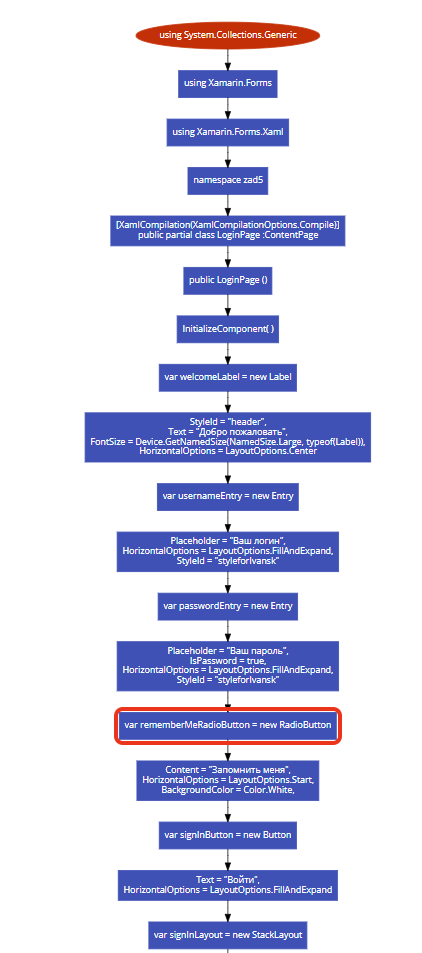 using System.Collections.Generic
using Xamarin.Forms
using Xamarin.Forms.Xaml
namespace zad5
[XamlCompilation(XamlCompilationOptions.Compile)]
public partial class LoginPage :ContentPage
public LoginPage ()
InitializeComponent( )
var welcomeLabel = new Label
StyleId = "header",
Text = "Добро пожаловать",
FontSize = Device.GetNamedSize(NamedSize.Large, typeof(Label)),
HorizontalOptions = LayoutOptions.Center
var usernameEntry = new Entry
Placeholder = "Ваш логин",
HorizontalOptions = LayoutOptions.FillAndExpand,
StyleId = "styleforIvansk"
var passwordEntry = new Entry
Placeholder = "Ваш пароль",
IsPassword = true,
HorizontalOptions = LayoutOptions.FillAndExpand,
StyleId = "styleforIvansk"
var rememberMeRadioButton = new RadioButton
Content = "Запомнить меня",
HorizontalOptions = LayoutOptions.Start,
BackgroundColor = Color.White,
var signInButton = new Button
Text = "Войти",
HorizontalOptions = LayoutOptions.FillAndExpand
var signInLayout = new StackLayout